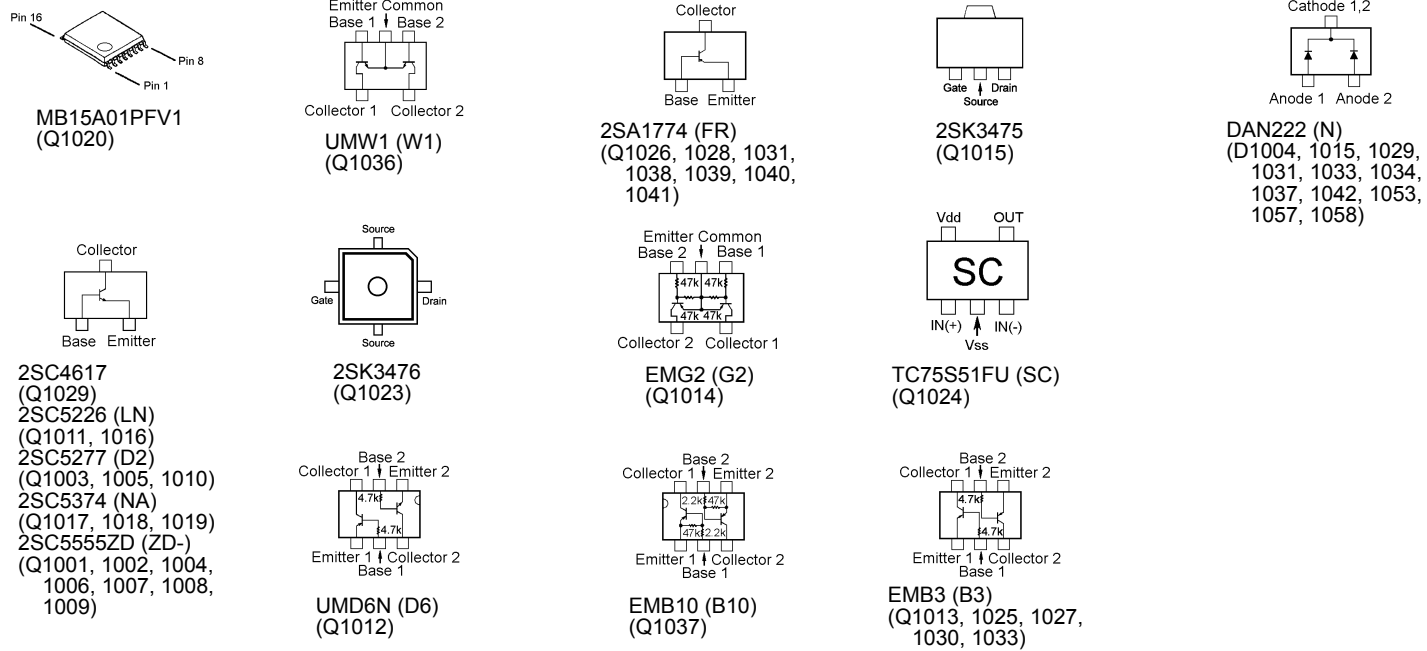 Pin 16
Pin 8
Pin 1
MB15A01PFV1
(Q1020)
Emitter Common
Base 1 Base 2
Collector 1 Collector 2
UMW1 (W1)
(Q1036)
Collector
Base Emitter
2SA1774 (FR)
(Q1026, 1028, 1031,
1038, 1039, 1040,
1041)
Gate Drain
Source
2SK3475
(Q1015)
Cathode 1,2
Anode 1 Anode 2
DAN222 (N)
(D1004, 1015, 1029,
1031, 1033, 1034,
1037, 1042, 1053,
1057, 1058)
Collector
Base Emitter
2SC4617
(Q1029)
2SC5226 (LN)
(Q1011, 1016)
2SC5277 (D2)
(Q1003, 1005, 1010)
2SC5374 (NA)
(Q1017, 1018, 1019)
2SC5555ZD (ZD-)
(Q1001, 1002, 1004,
1006, 1007, 1008,
1009)
Source
Gate Drain
Source
2SK3476
(Q1023)
Emitter Common
Base 2 Base 1
47k 47k
47k 47k
Collector 2 Collector 1
EMG2 (G2)
(Q1014)
Vdd OUT
SC
IN(+) IN(-)
Vss
TC75S51FU (SC)
(Q1024)
Base 2
Collector 1 Emitter 2
4.7k
4.7k
Emitter 1 Collector 2
Base 1
UMD6N (D6)
(Q1012)
Base 2
Collector 1 Emitter 2
2.2k 47k
47k 2.2k
Emitter 1 Collector 2
Base 1
EMB10 (B10)
(Q1037)
Base 2
Collector 1 Emitter 2
4.7k
4.7k
Emitter 1 Collector 2
Base 1
EMB3 (B3)
(Q1013, 1025, 1027,
1030, 1033)